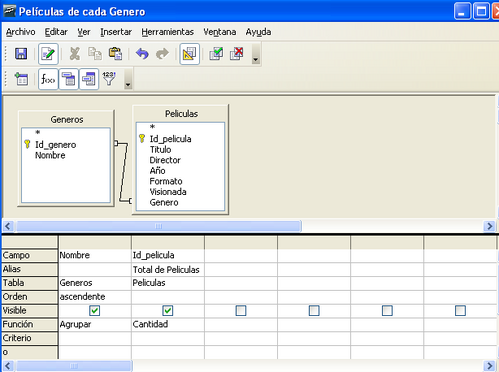 Películas de cada Genero
Archivo Editar Ver Insertar Herramientas Ventana Ayuda
f(x)
123!
Generos
*
Id_genero
Nombre
Peliculas
*
Id_pelicula
Titulo
Director
Año
Formato
Visionada
Genero
Campo Nombre Id_pelicula
Alias Total de Peliculas
Tabla Generos Peliculas
Orden ascendente
Visible
Función Agrupar Cantidad
Criterio
o